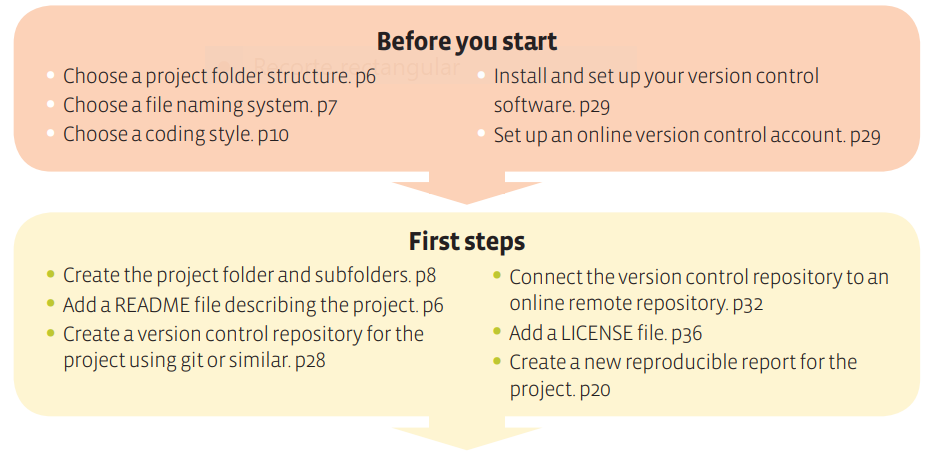 Before you start
Choose a project folder structure. p6
Choose a file naming system. p7
Choose a coding style. p10
Install and set up your version control
software. p29
Set up an online version control account. p29
Recorte rectangular
First steps
Create the project folder and subfolders. p8
Add a README file describing the project. p6
Create a version control repository for the
project using git or similar. p28
Connect the version control repository to an
online remote repository. p32
Add a LICENSE file. p36
Create a new reproducible report for the
project. p20